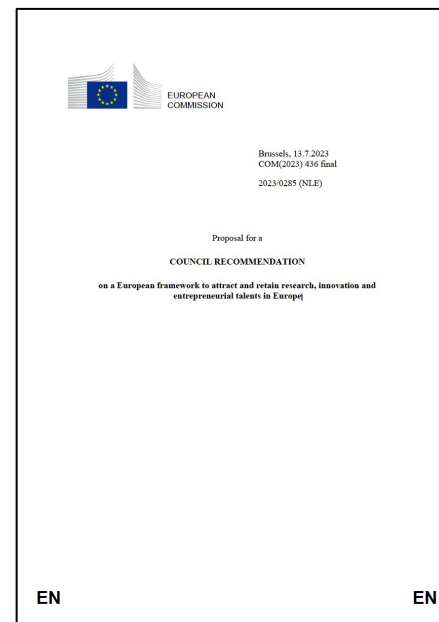 EUROPEAN
COMMISSION
Brussels, 13.7.2023
COM(2023) 436 final
2023/0285 (NLE)
Proposal for a
COUNCIL RECOMMENDATION
on a European framework to attract and retain research, innovation and
entrepreneurial talents in Europe
EN EN